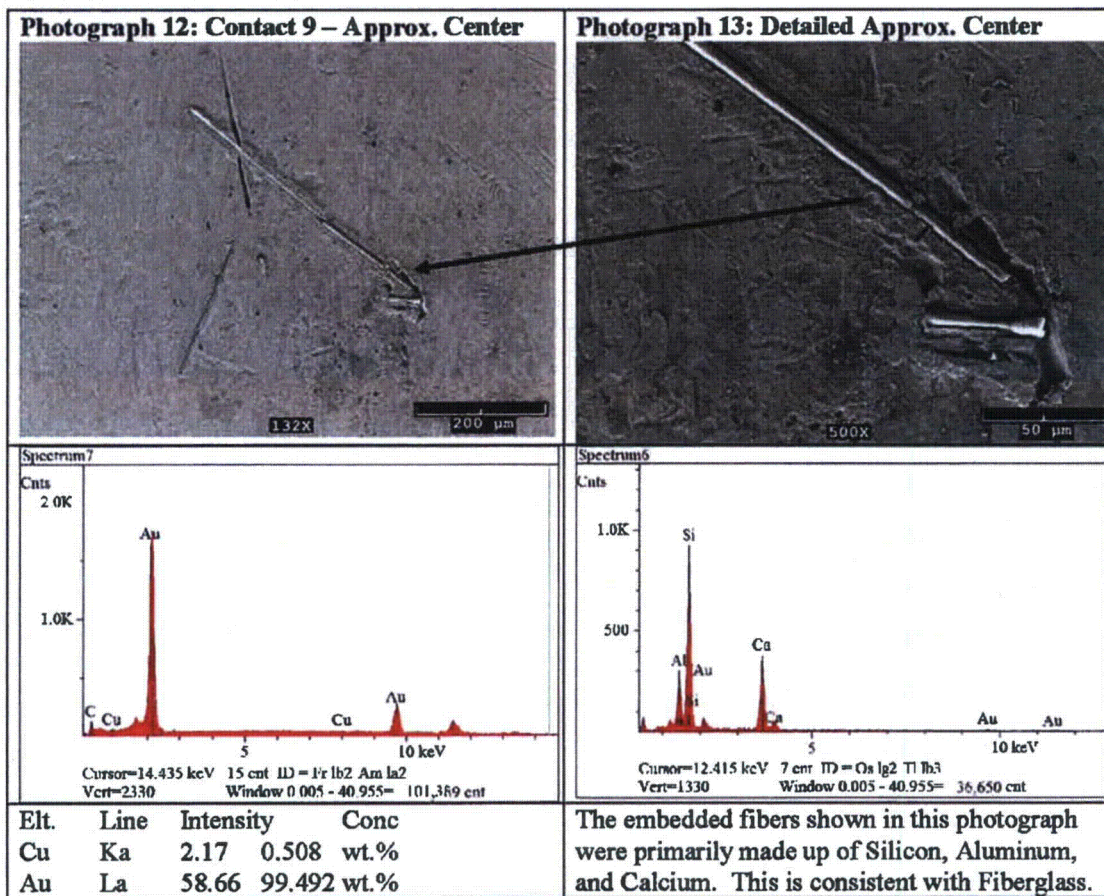 Photograph 12: Contact 9 – Approx. Center
Photograph 13: Detailed Approx. Center
132X
200 µm
500X
50 µm
Spectrum7
Cnts
2.0K
Au
1.0K
C
Cu
Cu
Au
5
10 keV
Cursor=14.435 keV 15 cnt ID = Fr lb2 Am la2
Vert=2330 Window 0.005 - 40.955= 101,389 cnt
Spectrum6
Cnts
1.0K
Si
500
Al
Au
Si
Ca
Ca
Au
Au
5
10 keV
Cursor=12.415 keV 7 cnt ID = Os lg2 Tl lb3
Vert=1330 Window 0.005 - 40.955= 36,650 cnt
Elt. Line Intensity Conc
Cu Ka 2.17 0.508 wt.%
Au La 58.66 99.492 wt.%
The embedded fibers shown in this photograph
were primarily made up of Silicon, Aluminum,
and Calcium. This is consistent with Fiberglass.